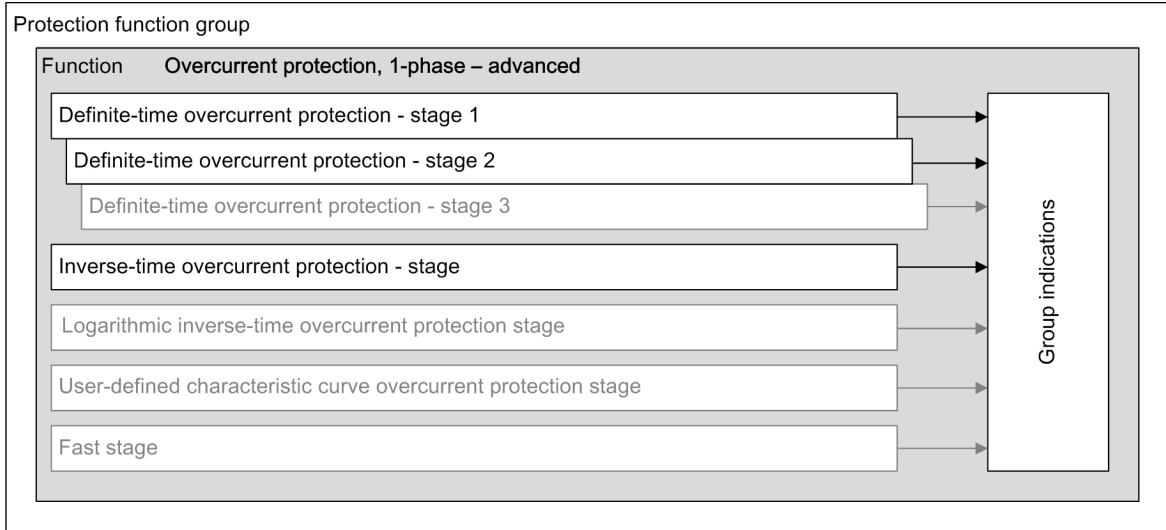 Protection function group
Function Overcurrent protection, 1-phase – advanced
Definite-time overcurrent protection - stage 1
Definite-time overcurrent protection - stage 2
Definite-time overcurrent protection - stage 3
Inverse-time overcurrent protection - stage
Logarithmic inverse-time overcurrent protection stage
User-defined characteristic curve overcurrent protection stage
Fast stage
Group indications